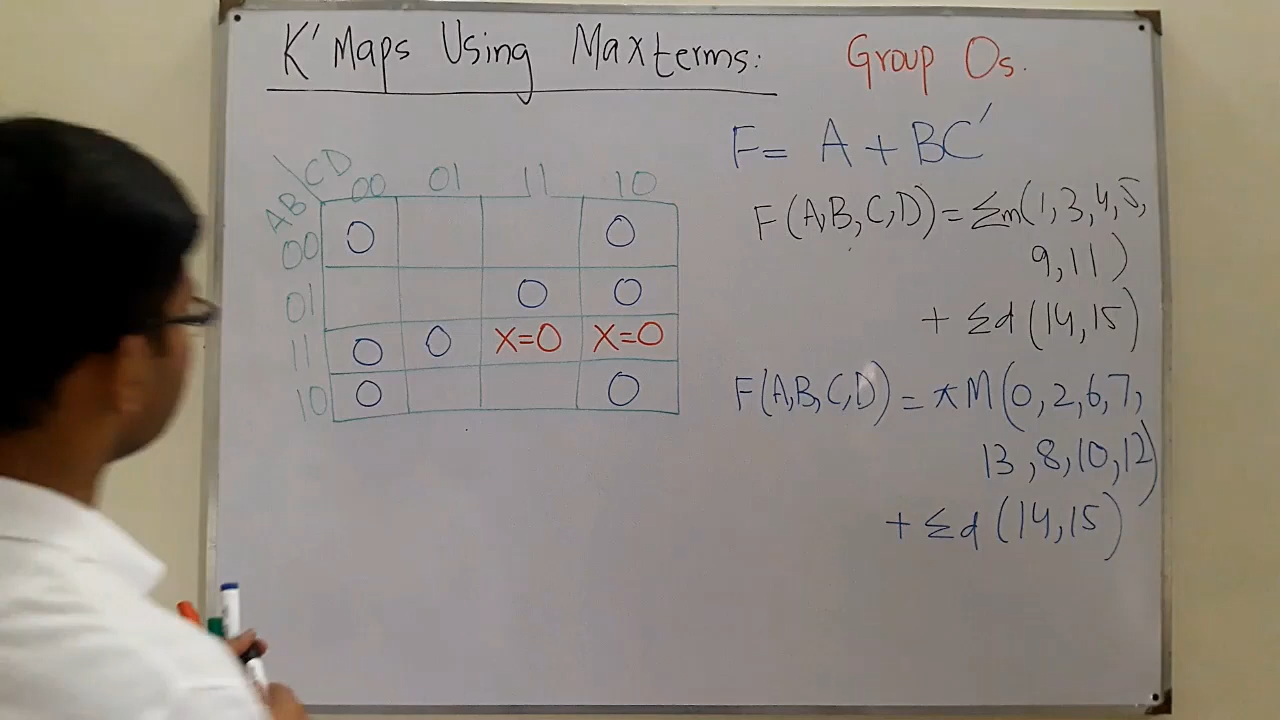 K' Maps Using Maxterms: Group 0s.
F = A + BC'
F(A,B,C,D) = Σm(1,3,4,5,
9,11)
+ Σd(14,15)
F(A,B,C,D) = πM(0,2,6,7,
13,8,10,12)
+ Σd(14,15)
AB\CD 00 01 11 10
00 0 0
01 0 0
11 0 0 X=0 X=0
10 0 0